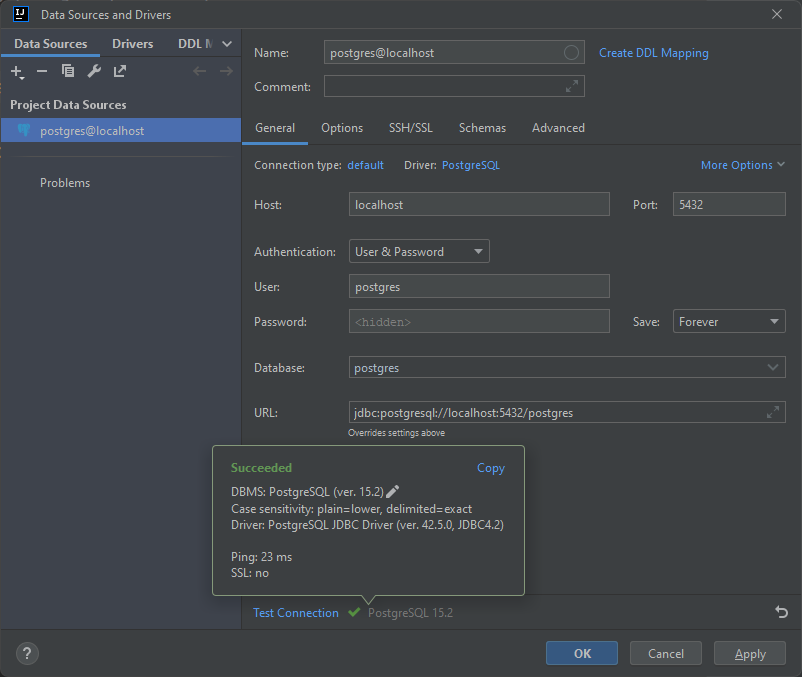 IJ Data Sources and Drivers
Data Sources Drivers DDL M
Project Data Sources
postgres@localhost
Problems
Name: postgres@localhost Create DDL Mapping
Comment:
General Options SSH/SSL Schemas Advanced
Connection type: default Driver: PostgreSQL More Options
Host: localhost Port: 5432
Authentication: User & Password
User: postgres
Password: <hidden> Save: Forever
Database: postgres
URL: jdbc:postgresql://localhost:5432/postgres
Overrides settings above
Succeeded Copy
DBMS: PostgreSQL (ver. 15.2)
Case sensitivity: plain=lower, delimited=exact
Driver: PostgreSQL JDBC Driver (ver. 42.5.0, JDBC4.2)
Ping: 23 ms
SSL: no
Test Connection PostgreSQL 15.2
? OK Cancel Apply